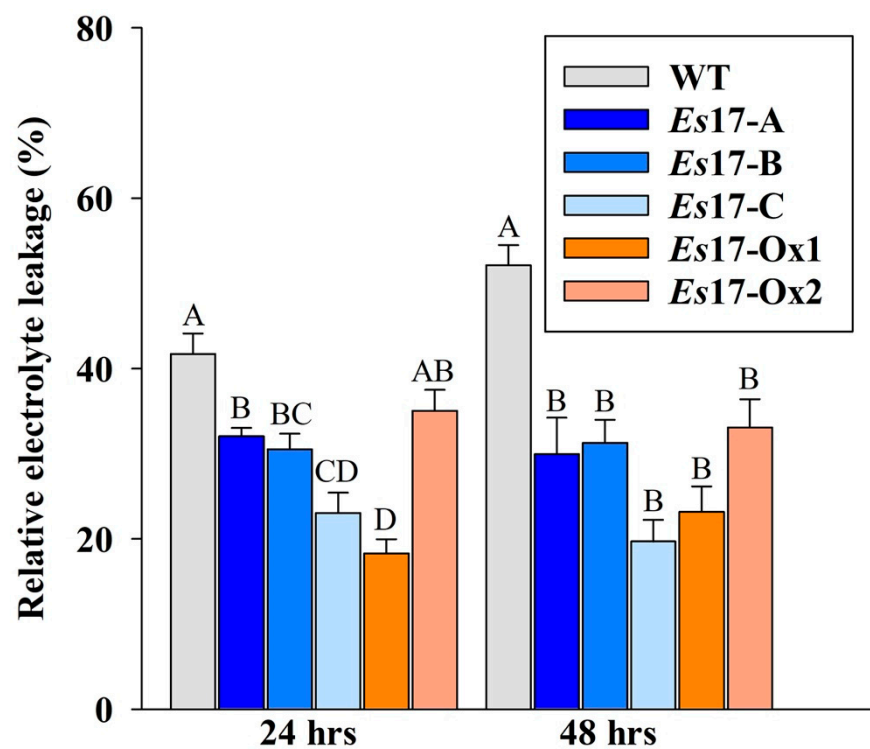 80
60
40
20
0
Relative electrolyte leakage (%)
WT
Es17-A
Es17-B
Es17-C
Es17-Ox1
Es17-Ox2
A
B
BC
CD
D
AB
A
B
B
B
B
B
24 hrs
48 hrs